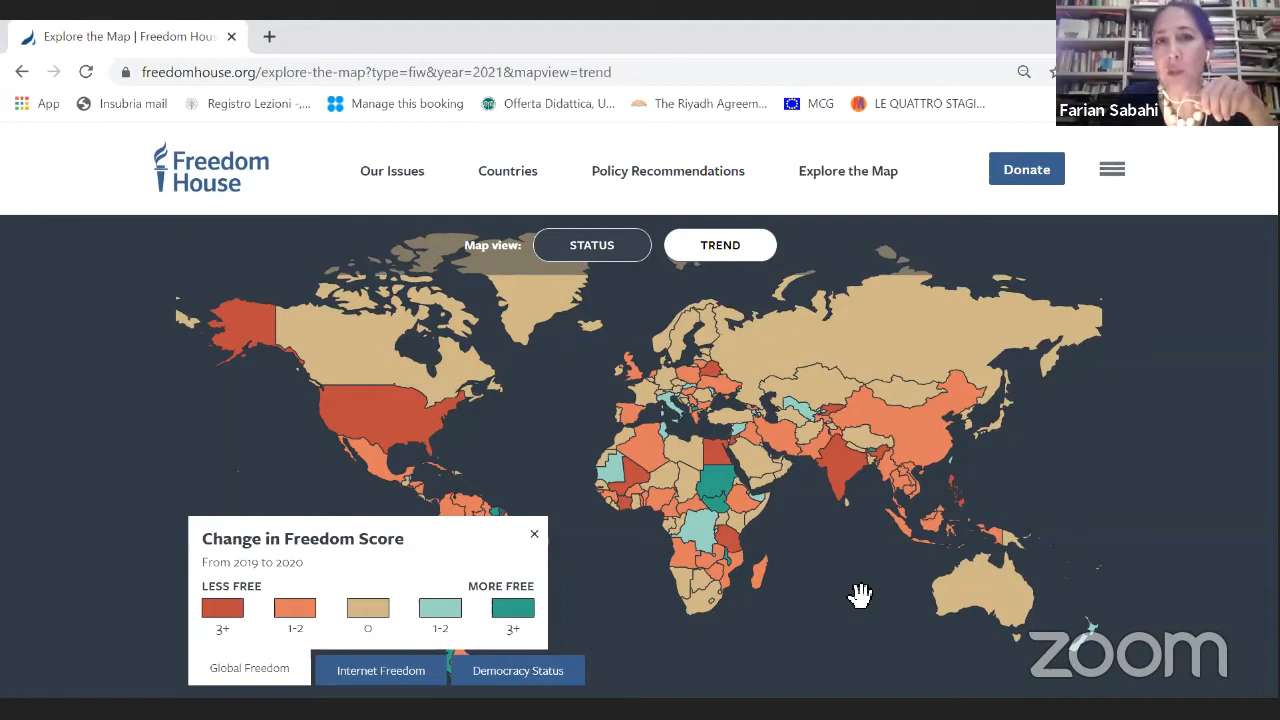 Explore the Map | Freedom Hous
freedomhouse.org/explore-the-map?type=fiw&year=2021&mapview=trend
App Insubria mail Registro Lezioni -,... Manage this booking Offerta Didattica, U... The Riyadh Agreem... MCG LE QUATTRO STAGI...
Farian Sabahi
Freedom
House
Our Issues Countries Policy Recommendations Explore the Map Donate
Map view: STATUS TREND
Change in Freedom Score
From 2019 to 2020
LESS FREE MORE FREE
3+ 1-2 0 1-2 3+
Global Freedom Internet Freedom Democracy Status
zoom